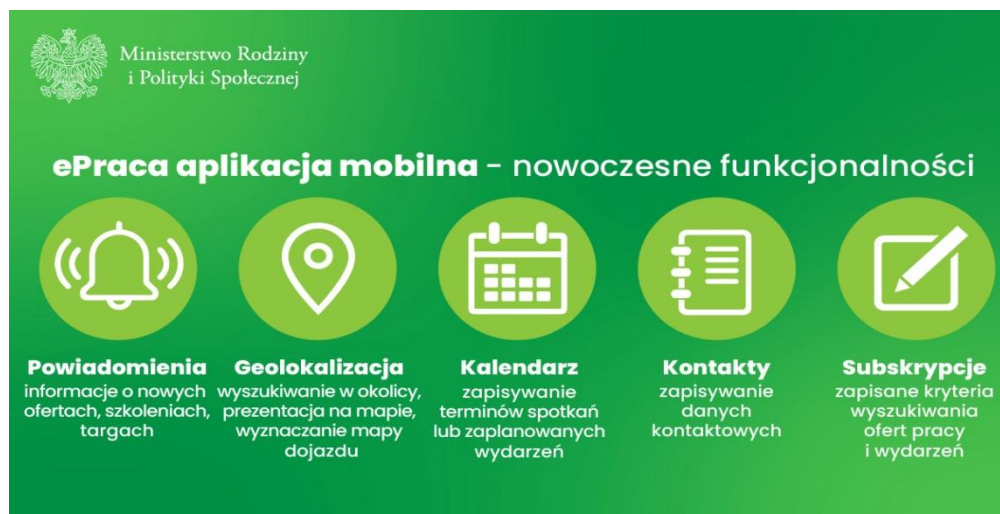 Ministerstwo Rodziny
i Polityki Społecznej
ePraca aplikacja mobilna - nowoczesne funkcjonalności
Powiadomienia
informacje o nowych
ofertach, szkoleniach,
targach
Geolokalizacja
wyszukiwanie w okolicy,
prezentacja na mapie,
wyznaczanie mapy
dojazdu
Kalendarz
zapisywanie
terminów spotkań
lub zaplanowanych
wydarzeń
Kontakty
zapisywanie
danych
kontaktowych
Subskrypcje
zapisane kryteria
wyszukiwania
ofert pracy
i wydarzeń